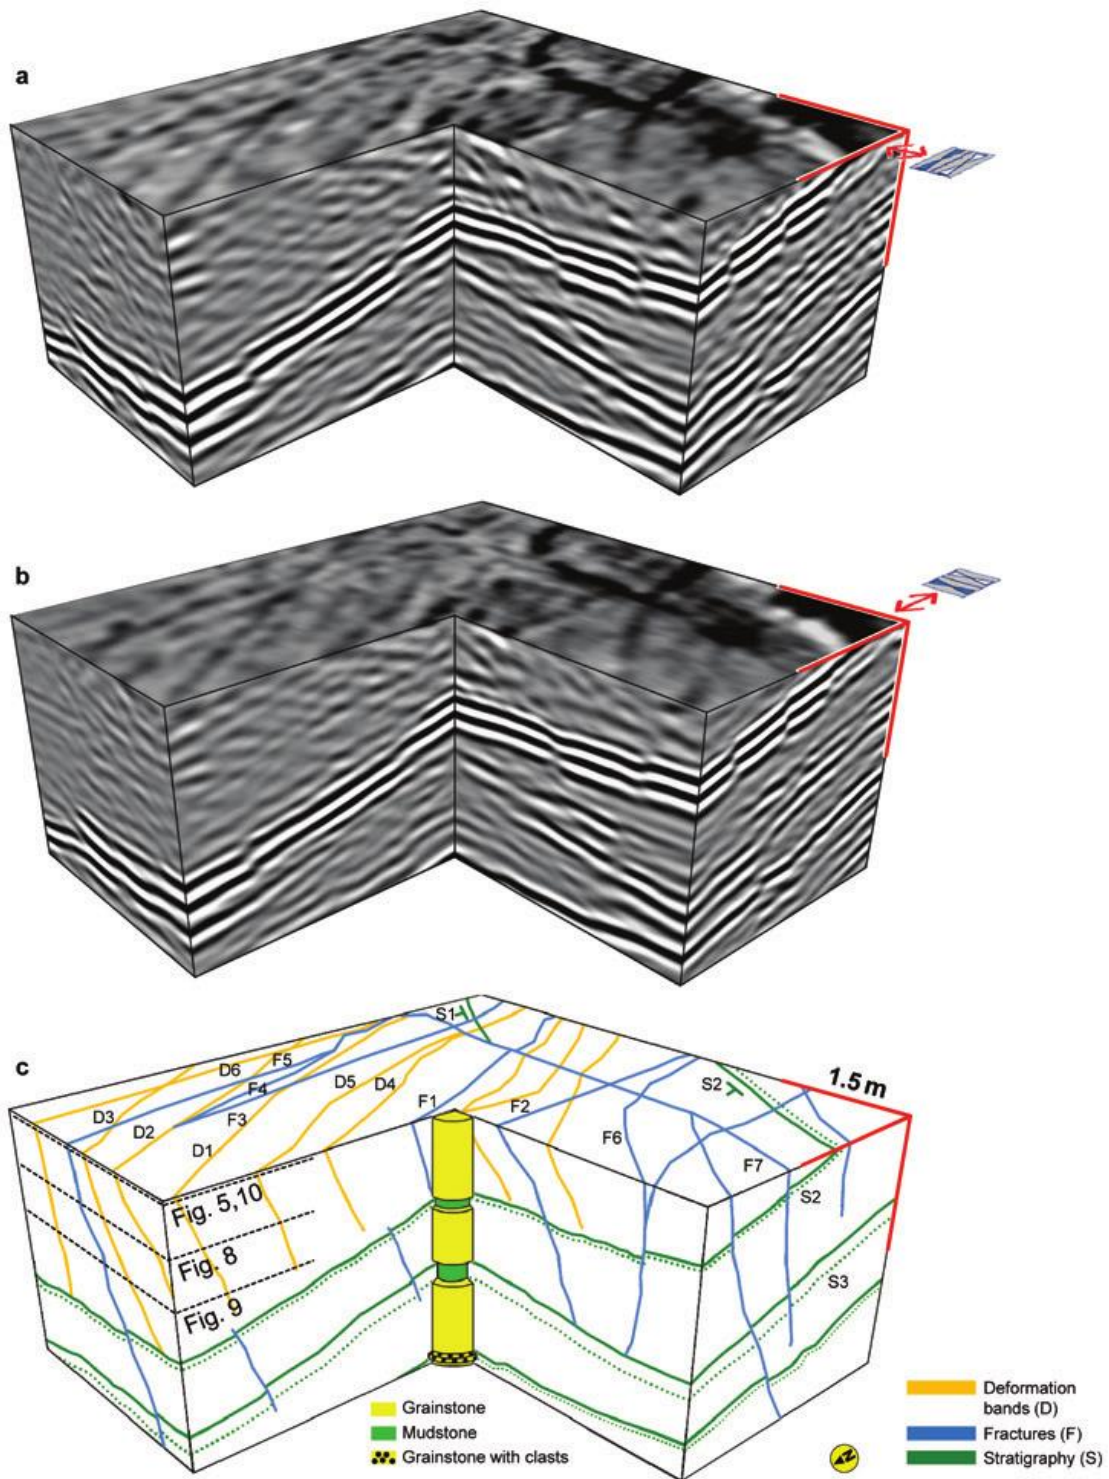 a
b
c
S1
D6
F5
D3
F4
D5
D4
D2
F3
D1
F1
F2
S2
1.5 m
F6
F7
S2
S3
Fig. 5,10
Fig. 8
Fig. 9
Grainstone
Mudstone
Grainstone with clasts
N
Deformation
bands (D)
Fractures (F)
Stratigraphy (S)